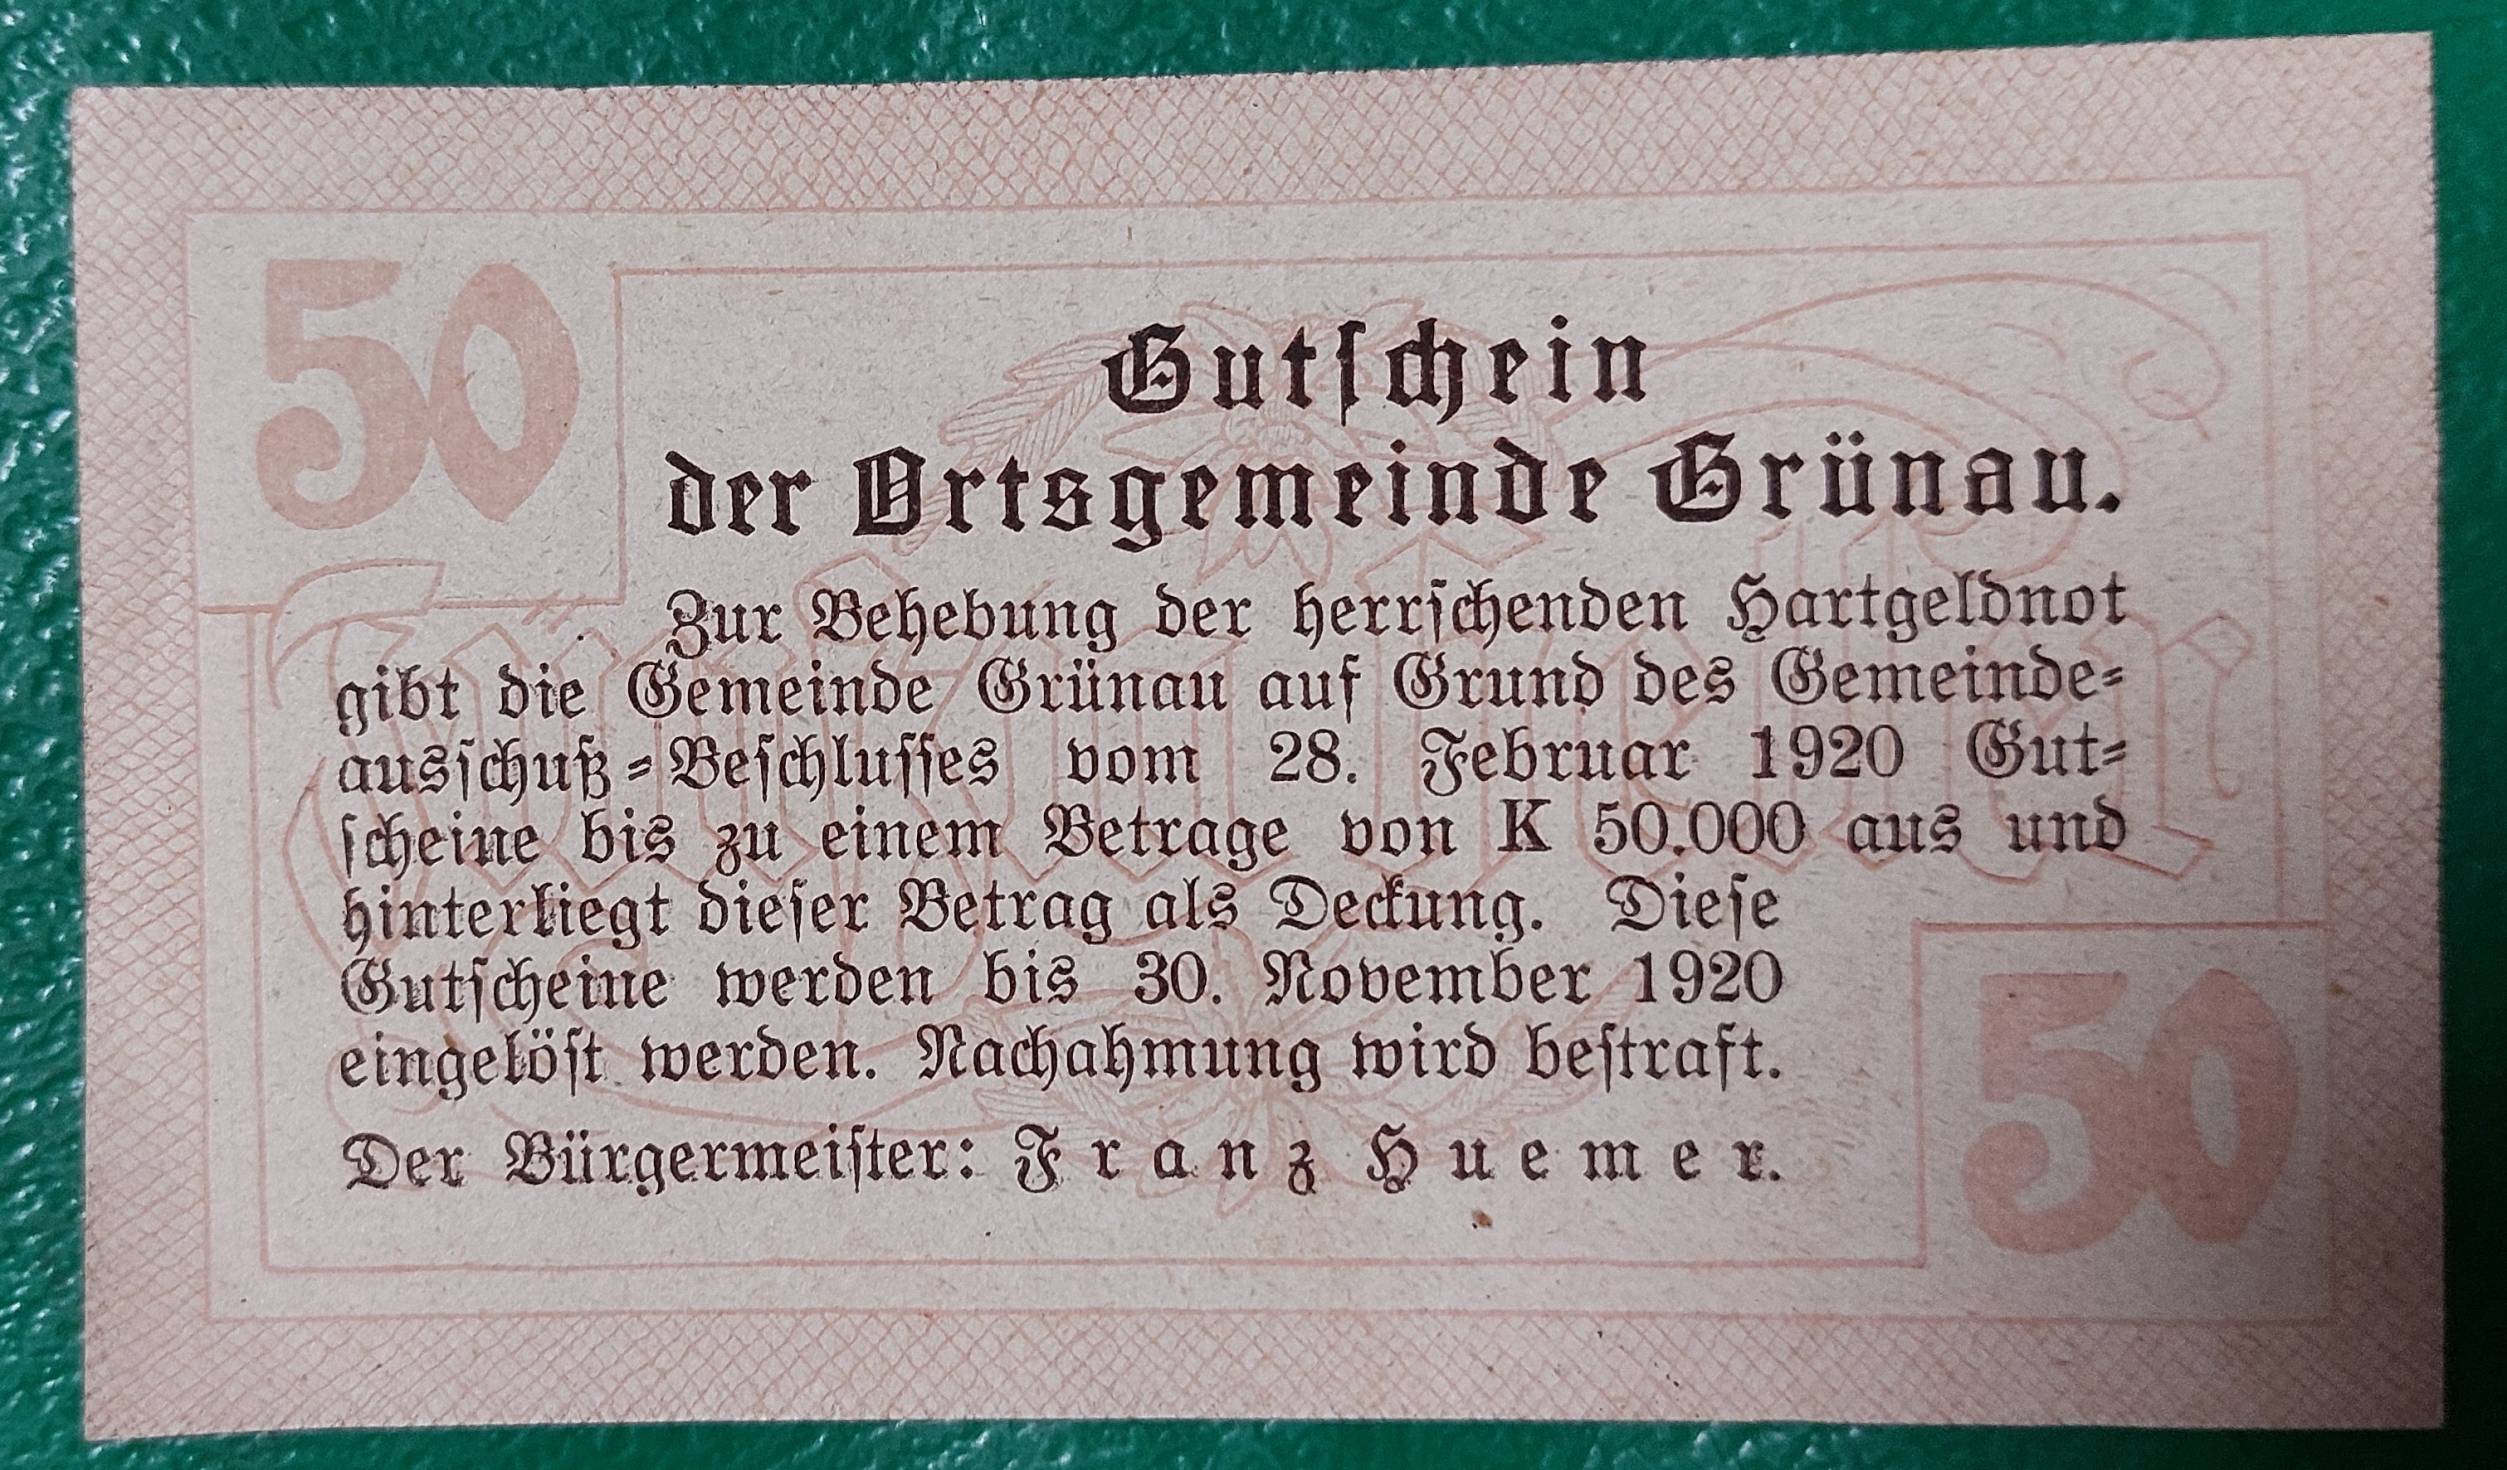 50
Gutschein
der Ortsgemeinde Grünau.
Zur Behebung der herrschenden Hartgeldnot
gibt die Gemeinde Grünau auf Grund des Gemeinde-
ausschuß-Beschlusses vom 28. Februar 1920 Gut-
scheine bis zu einem Betrage von K 50.000 aus und
hinterliegt dieser Betrag als Deckung. Diese
Gutscheine werden bis 30. November 1920
eingelöst werden. Nachahmung wird bestraft.
Der Bürgermeister: Franz Huemer.
50